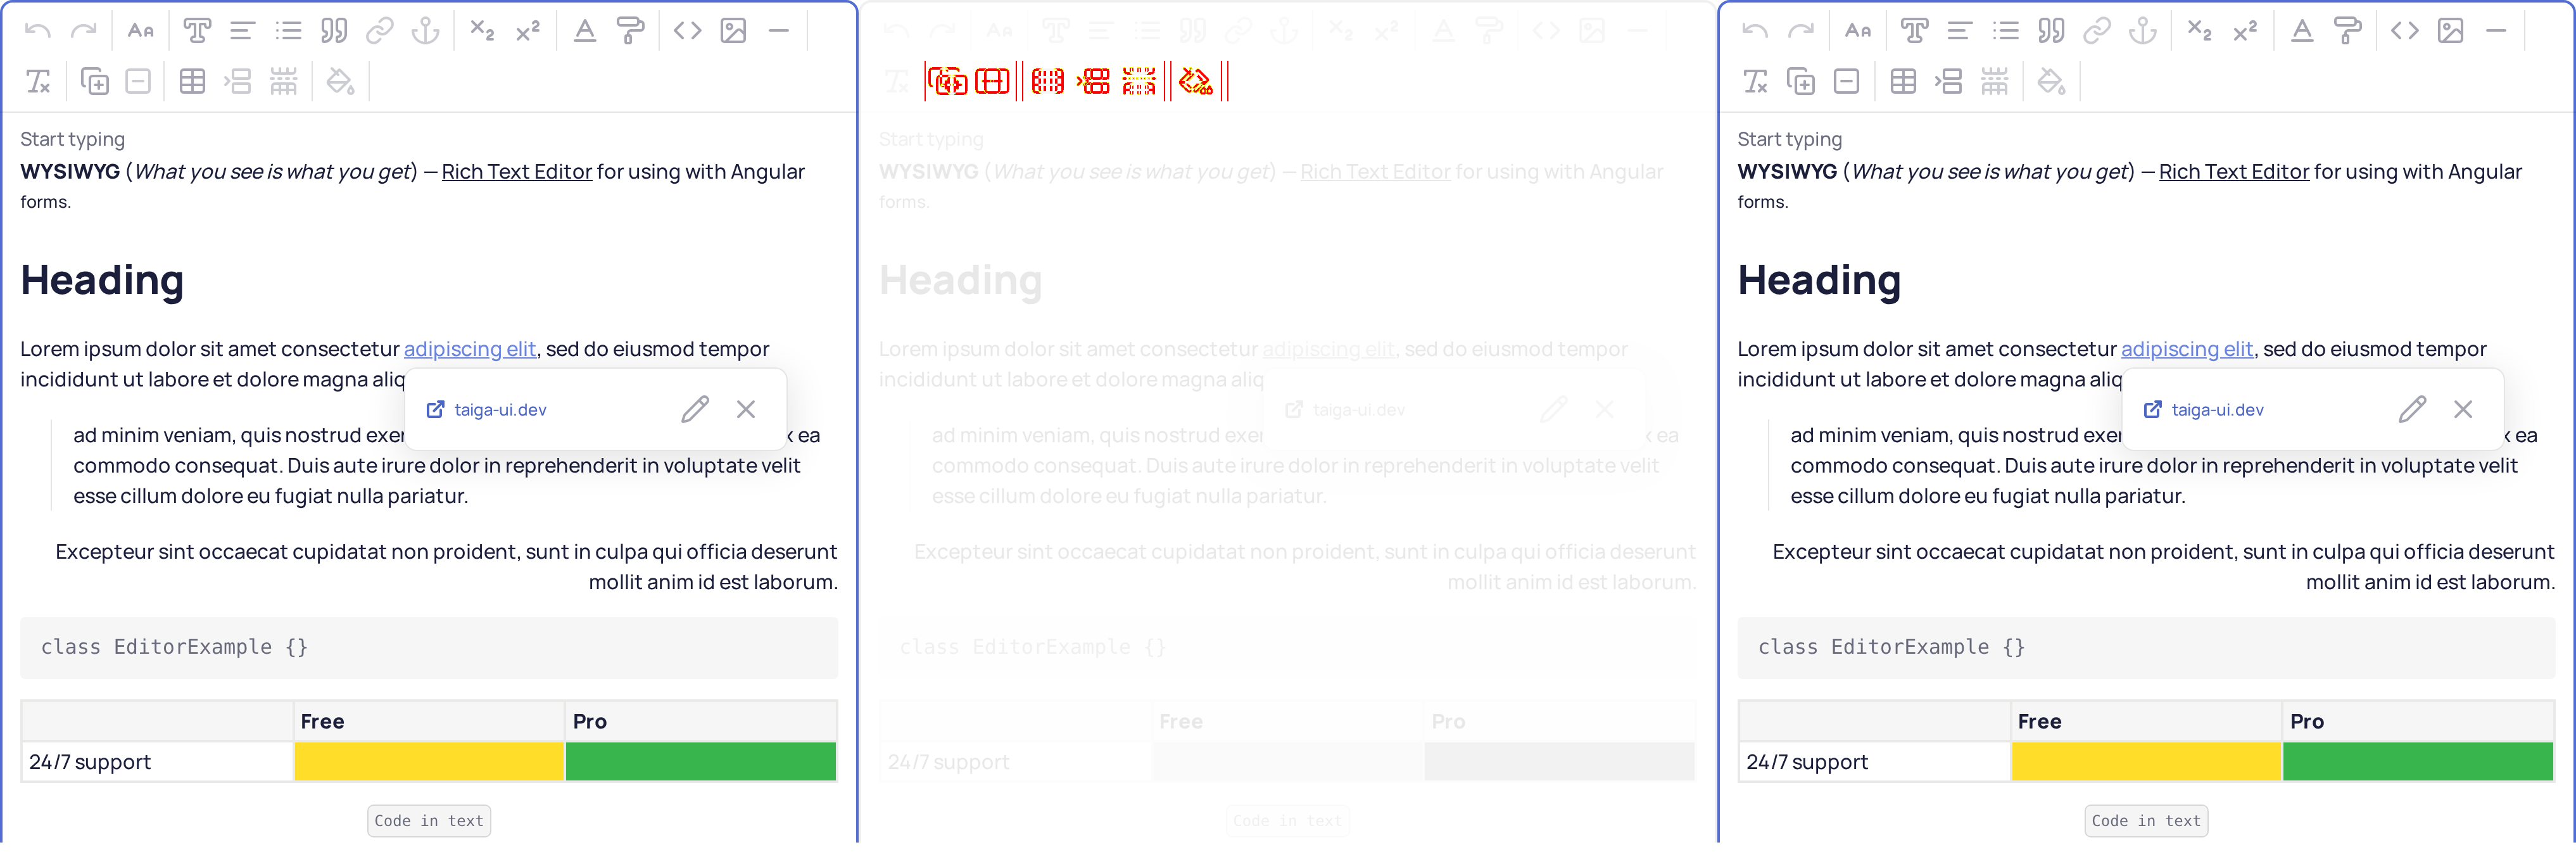 Start typing
WYSIWYG (What you see is what you get) — Rich Text Editor for using with Angular
forms.
Heading
Lorem ipsum dolor sit amet consectetur adipiscing elit, sed do eiusmod tempor
incididunt ut labore et dolore magna aliq
taiga-ui.dev
ad minim veniam, quis nostrud exer x ea
commodo consequat. Duis aute irure dolor in reprehenderit in voluptate velit
esse cillum dolore eu fugiat nulla pariatur.
Excepteur sint occaecat cupidatat non proident, sunt in culpa qui officia deserunt
mollit anim id est laborum.
class EditorExample {}
Free Pro
24/7 support
Code in text
Start typing
WYSIWYG (What you see is what you get) — Rich Text Editor for using with Angular
forms.
Heading
Lorem ipsum dolor sit amet consectetur adipiscing elit, sed do eiusmod tempor
incididunt ut labore et dolore magna aliq
taiga-ui.dev
ad minim veniam, quis nostrud exer x ea
commodo consequat. Duis aute irure dolor in reprehenderit in voluptate velit
esse cillum dolore eu fugiat nulla pariatur.
Excepteur sint occaecat cupidatat non proident, sunt in culpa qui officia deserunt
mollit anim id est laborum.
class EditorExample {}
Free Pro
24/7 support
Code in text
Start typing
WYSIWYG (What you see is what you get) — Rich Text Editor for using with Angular
forms.
Heading
Lorem ipsum dolor sit amet consectetur adipiscing elit, sed do eiusmod tempor
incididunt ut labore et dolore magna aliq
taiga-ui.dev
ad minim veniam, quis nostrud exer x ea
commodo consequat. Duis aute irure dolor in reprehenderit in voluptate velit
esse cillum dolore eu fugiat nulla pariatur.
Excepteur sint occaecat cupidatat non proident, sunt in culpa qui officia deserunt
mollit anim id est laborum.
class EditorExample {}
Free Pro
24/7 support
Code in text